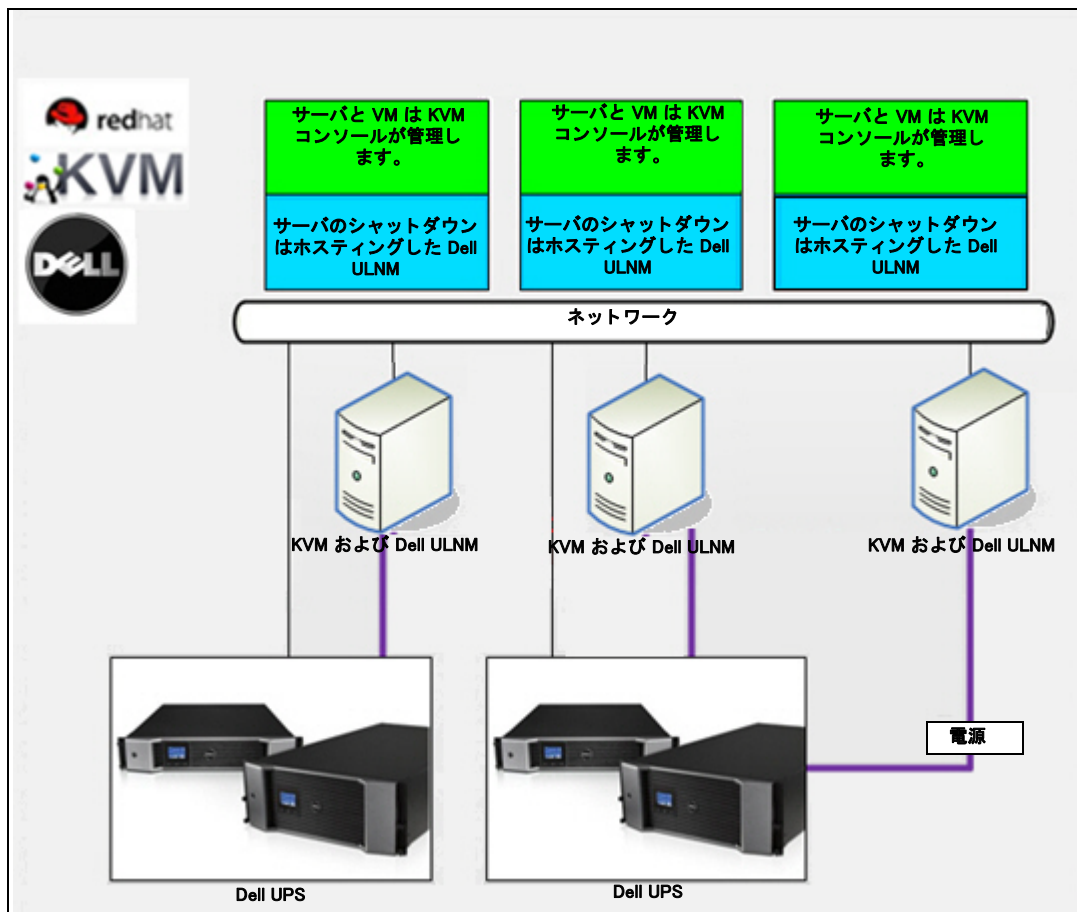 redhat
KVM
DELL
サーバと VM は KVM
コンソールが管理し
ます。
サーバと VM は KVM
コンソールが管理し
ます。
サーバと VM は KVM
コンソールが管理し
ます。
サーバのシャットダウン
はホスティングした Dell
ULNM
サーバのシャットダウン
はホスティングした Dell
ULNM
サーバのシャットダウン
はホスティングした Dell
ULNM
ネットワーク
KVM および Dell ULNM
KVM および Dell ULNM
KVM および Dell ULNM
電源
Dell UPS
Dell UPS